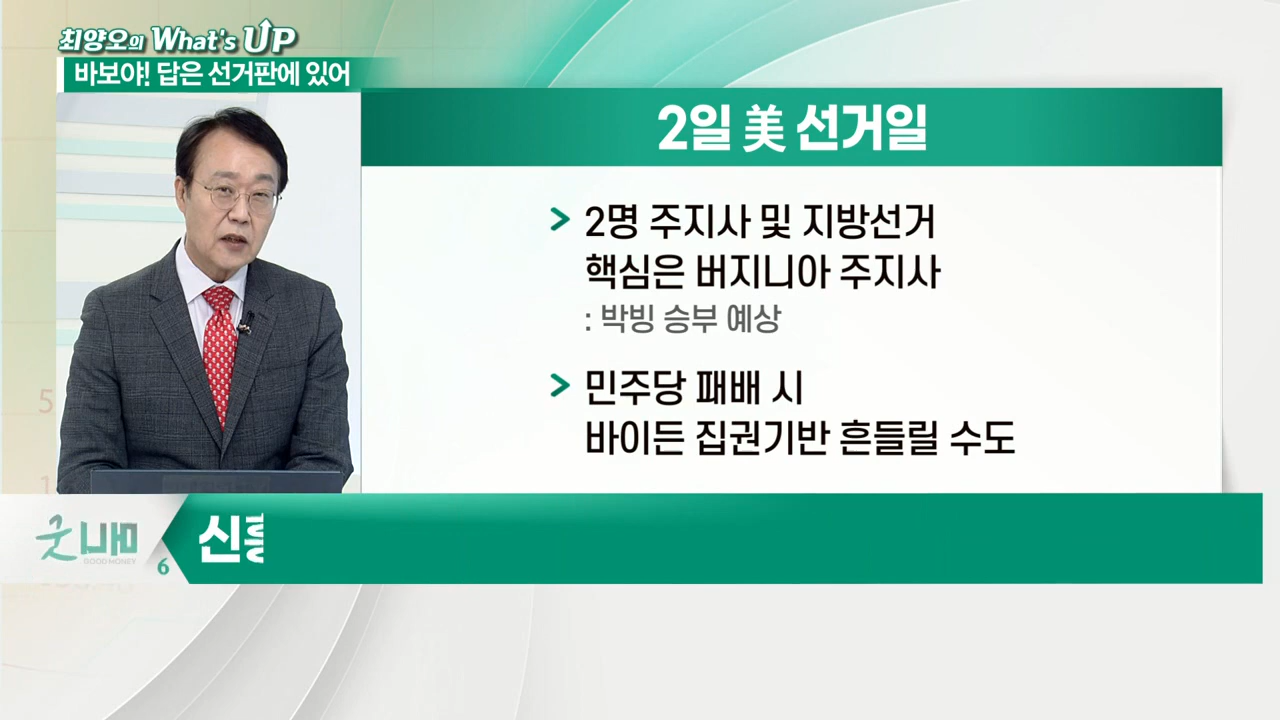 최양오의 What's UP
바보야! 답은 선거판에 있어
2일 美 선거일
> 2명 주지사 및 지방선거
핵심은 버지니아 주지사
: 박빙 승부 예상
> 민주당 패배 시
바이든 집권기반 흔들릴 수도
굿머니
GOOD MONEY
6
신
5
1